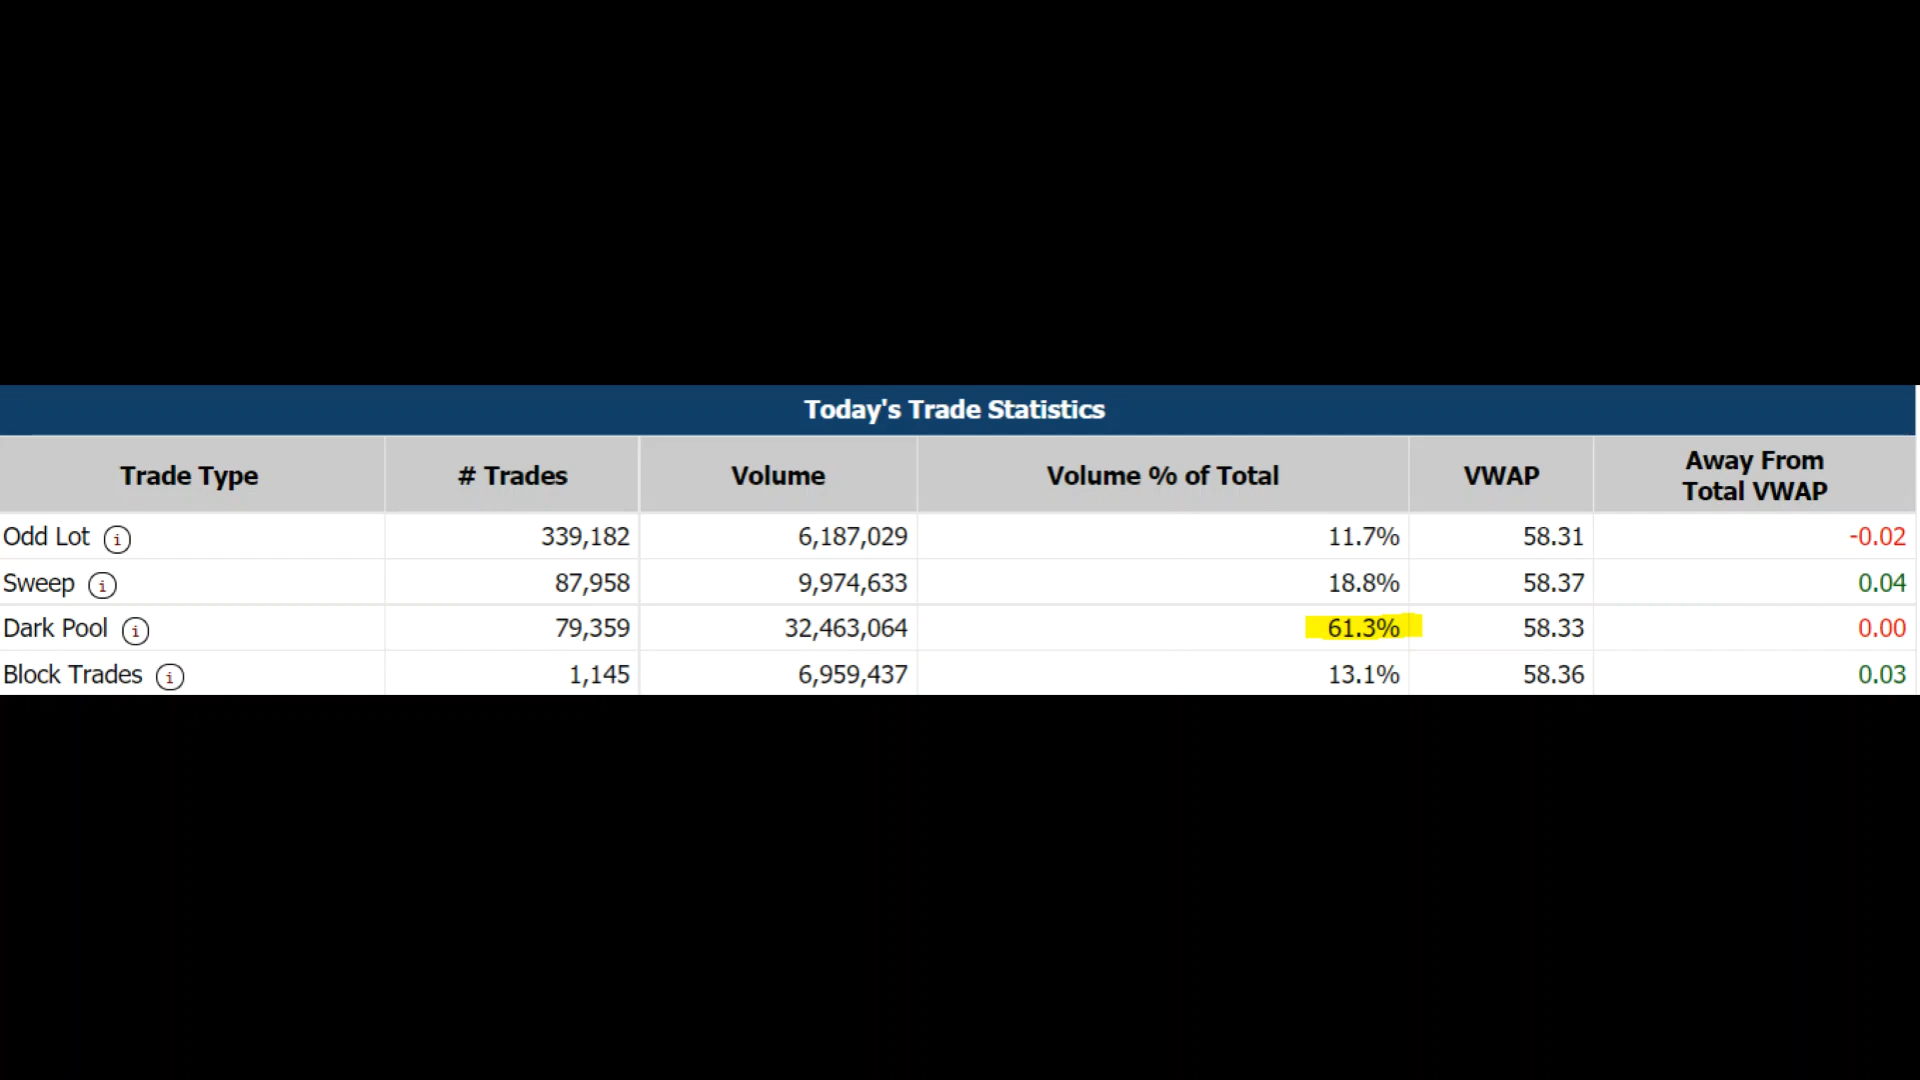 Today's Trade Statistics
Trade Type # Trades Volume Volume % of Total VWAP Away From
Total VWAP
Odd Lot i 339,182 6,187,029 11.7% 58.31 -0.02
Sweep i 87,958 9,974,633 18.8% 58.37 0.04
Dark Pool i 79,359 32,463,064 61.3% 58.33 0.00
Block Trades i 1,145 6,959,437 13.1% 58.36 0.03